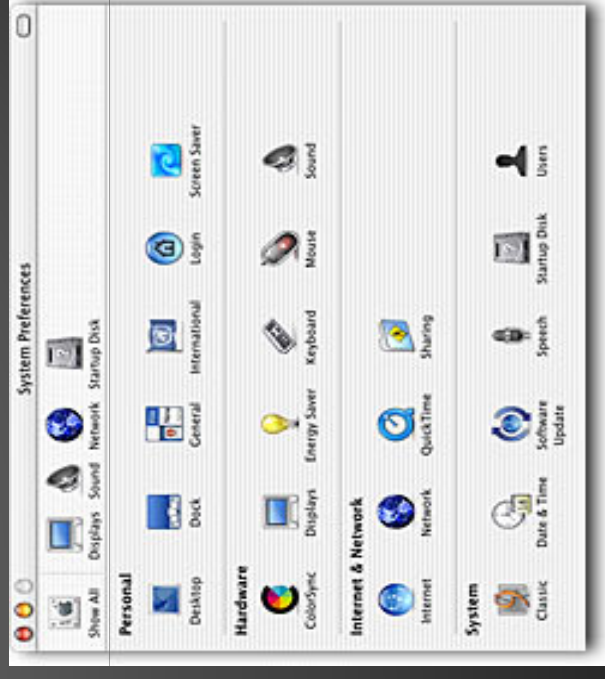 System Preferences
Show All Displays Sound Network Startup Disk
Personal
Desktop Dock General International Login Screen Saver
Hardware
ColorSync Displays Energy Saver Keyboard Mouse Sound
Internet & Network
Internet Network QuickTime Sharing
System
Classic Date & Time Software Update Speech Startup Disk Users